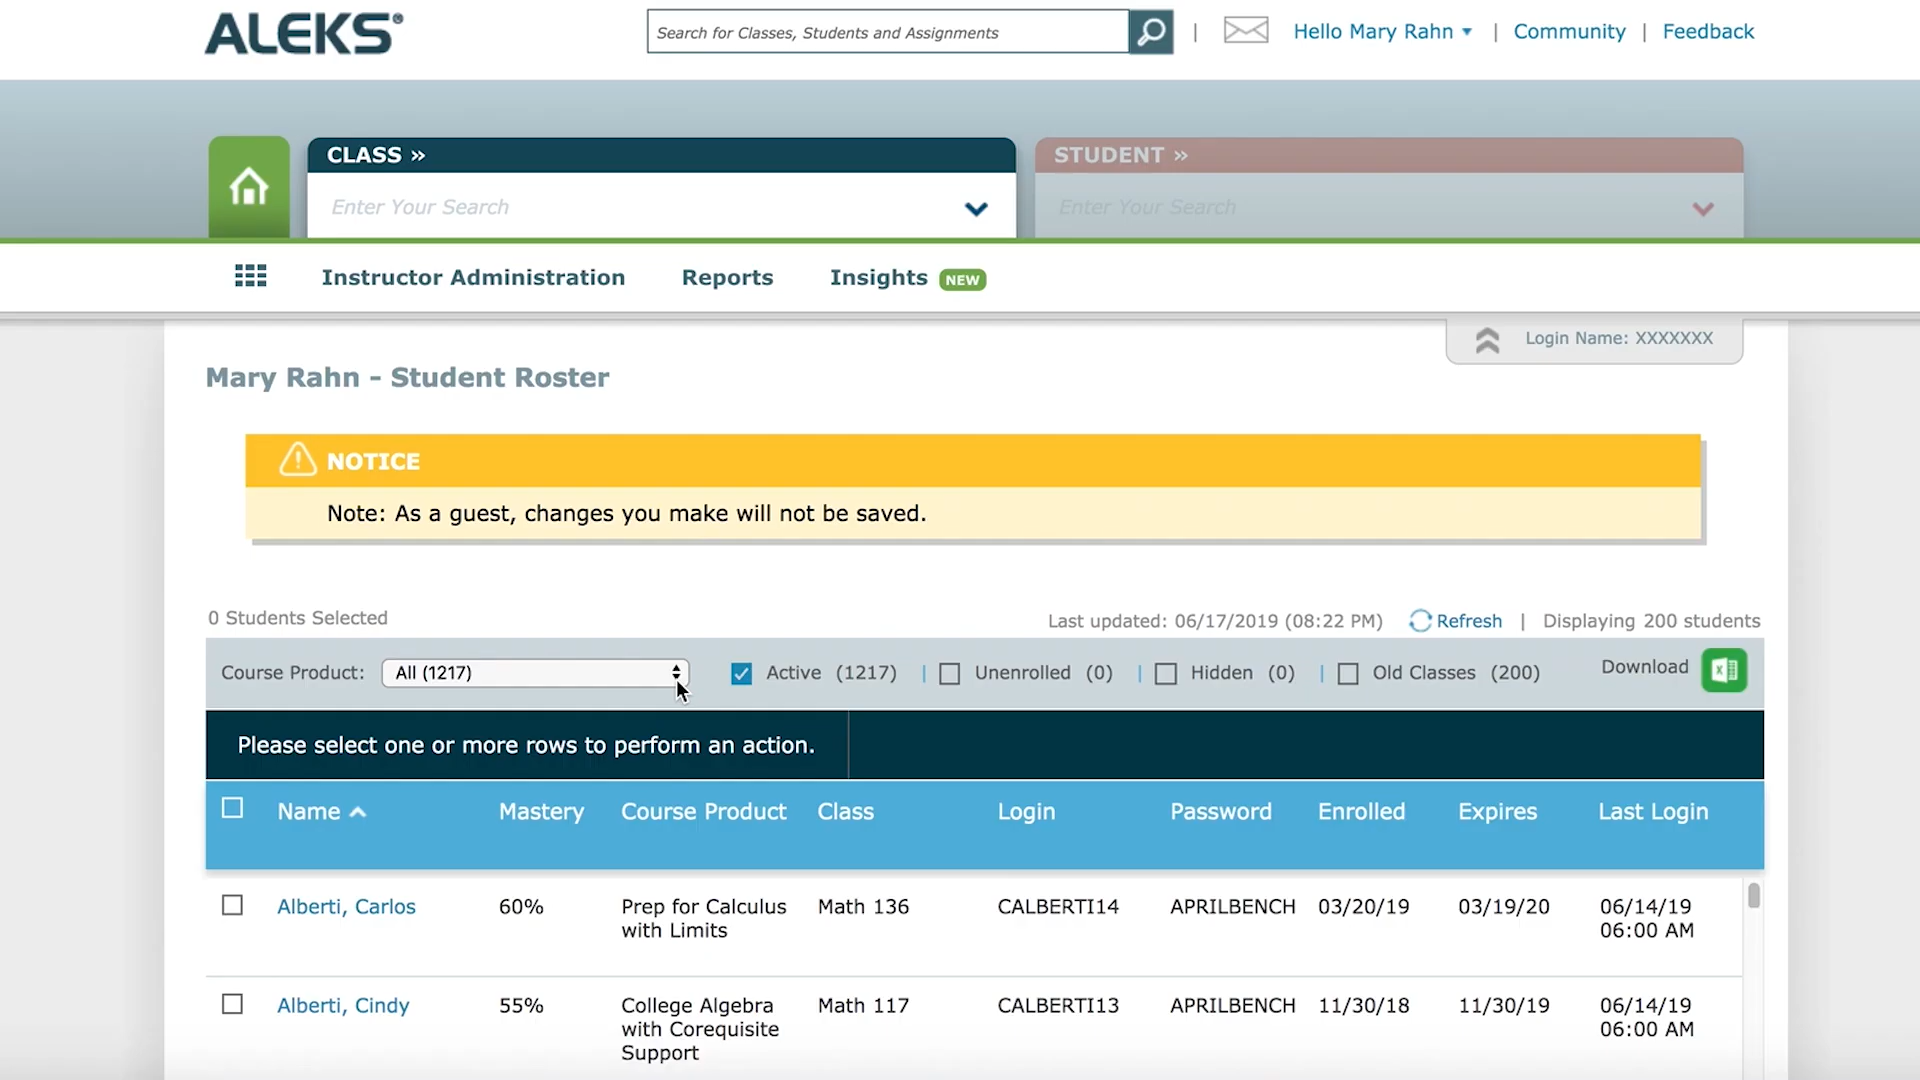 ALEKS®
Search for Classes, Students and Assignments
| Hello Mary Rahn | Community | Feedback
CLASS »
Enter Your Search
STUDENT »
Enter Your Search
Instructor Administration Reports Insights NEW
Login Name: XXXXXXX
Mary Rahn - Student Roster
NOTICE
Note: As a guest, changes you make will not be saved.
0 Students Selected
Last updated: 06/17/2019 (08:22 PM) Refresh | Displaying 200 students
Course Product: All (1217) Active (1217) | Unenrolled (0) | Hidden (0) | Old Classes (200) Download
Please select one or more rows to perform an action.
Name Mastery Course Product Class Login Password Enrolled Expires Last Login
Alberti, Carlos 60% Prep for Calculus Math 136 CALBERTI14 APRILBENCH 03/20/19 03/19/20 06/14/19
with Limits 06:00 AM
Alberti, Cindy 55% College Algebra Math 117 CALBERTI13 APRILBENCH 11/30/18 11/30/19 06/14/19
with Corequisite 06:00 AM
Support